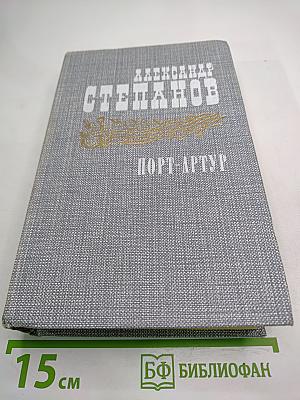 АЛЕКСАНДР
СТЕПАНОВ
ПОРТ-АРТУР
15 см
БФ БИБЛИОФАН